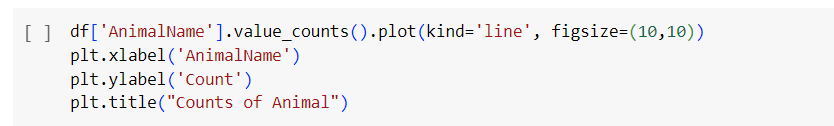 [ ] df['AnimalName'].value_counts().plot(kind='line', figsize=(10,10))
plt.xlabel('AnimalName')
plt.ylabel('Count')
plt.title("Counts of Animal")